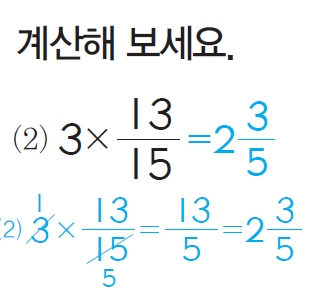 계산해 보세요.
(2) 3 × 13/15 = 2 3/5
(2) 3 1 × 13/15 5 = 13/5 = 2 3/5